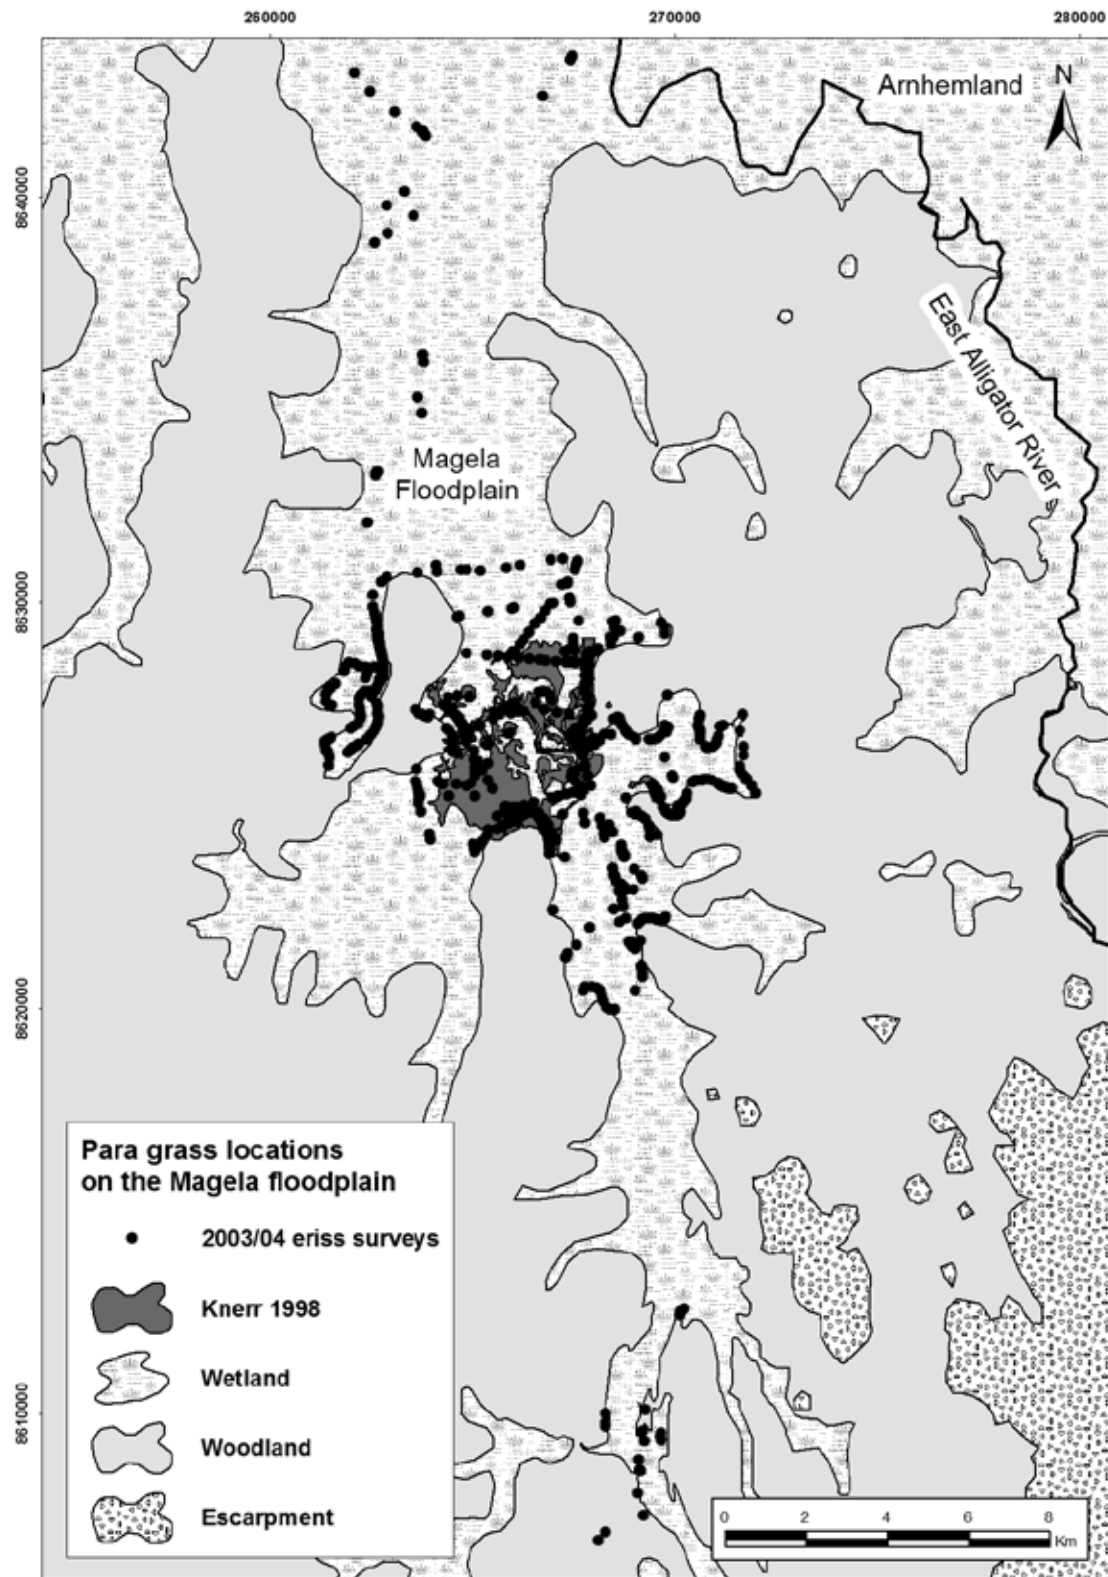 260000 270000 280000
Arnhemland
N
8640000
East Alligator River
Magela
Floodplain
8630000
8620000
Para grass locations
on the Magela floodplain
2003/04 eriss surveys
Knerr 1998
Wetland
Woodland
Escarpment
8610000
0 2 4 6 8
Km